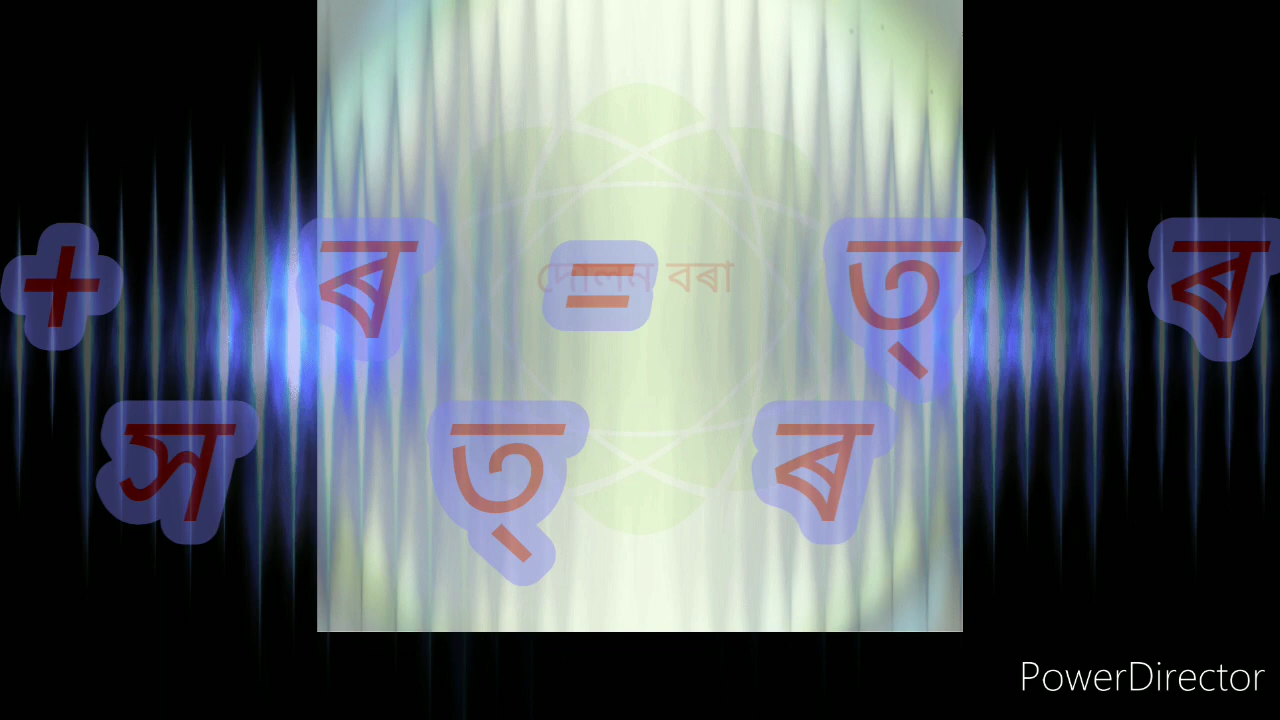 + ৰ = ত্ ৰ
দোলন বৰা
স ত্ ৰ
PowerDirector